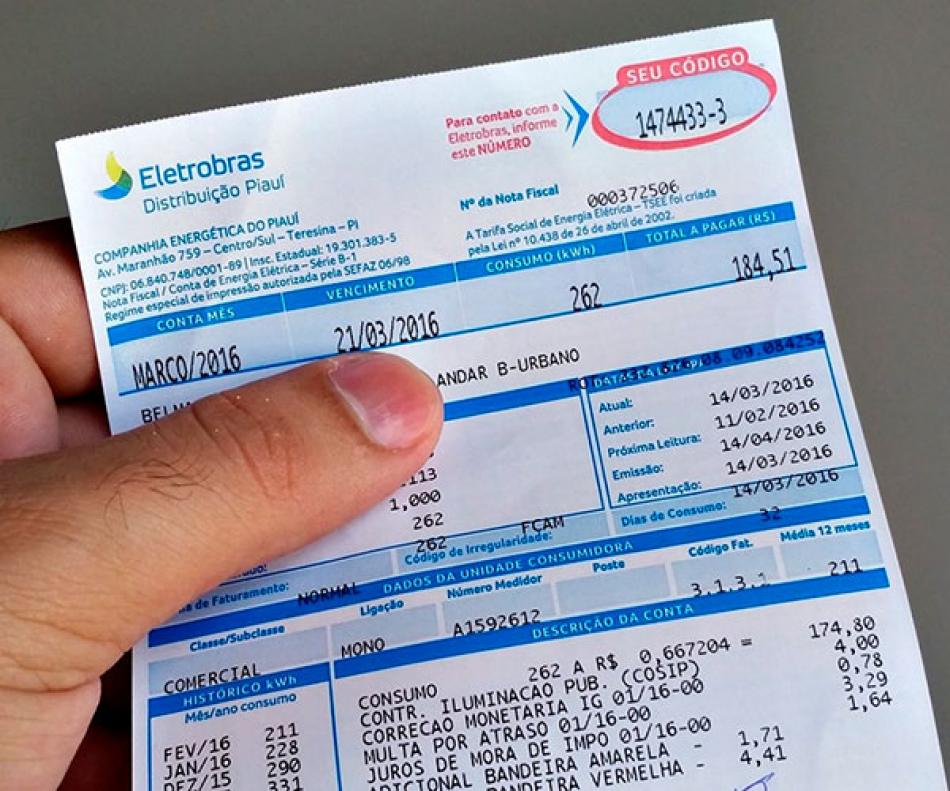 SEU CÓDIGO
1474433-3
Para contato com a
Eletrobras, informe
este NÚMERO
Eletrobras
Distribuição Piauí
Nº da Nota Fiscal 000372506
A Tarifa Social de Energia Elétrica – TSEE foi criada
pela Lei nº 10.438 de 26 de abril de 2002.
COMPANHIA ENERGÉTICA DO PIAUÍ
Av. Maranhão 759 – Centro/Sul – Teresina – PI
CNPJ: 06.840.748/0001-89 | Insc. Estadual: 19.301.383-5
Nota Fiscal / Conta de Energia Elétrica – Série B-1
Regime especial de impressão autorizada pela SEFAZ 06/98
CONTA MÊS VENCIMENTO CONSUMO (kWh) TOTAL A PAGAR (R$)
MARCO/2016 21/03/2016 262 184,51
ANDAR B-URBANO
Atual: 14/03/2016
Anterior: 11/02/2016
Próxima Leitura: 14/04/2016
Emissão: 14/03/2016
Apresentação: 14/03/2016
113
1,000
262
262
FCAM
Código de Irregularidade:
Dias de Consumo: 32
de Faturamento: NORMAL
DADOS DA UNIDADE CONSUMIDORA
Classe/Subclasse Ligação Número Medidor Poste Código Fat. Média 12 meses
COMERCIAL MONO A1592612 3.1.3.1 211
HISTÓRICO kWh
Mês/ano consumo
FEV/16 211
JAN/16 228
DEZ/15 290
331
DESCRIÇÃO DA CONTA
CONSUMO 262 A R$ 0,667204 = 174,80
CONTR. ILUMINACAO PUB. (COSIP) 4,00
CORRECAO MONETARIA IG 01/16-00 0,78
MULTA POR ATRASO 01/16-00 3,29
JUROS DE MORA DE IMPO 01/16-00 1,64
ADICIONAL BANDEIRA AMARELA - 1,71
BANDEIRA VERMELHA - 4,41